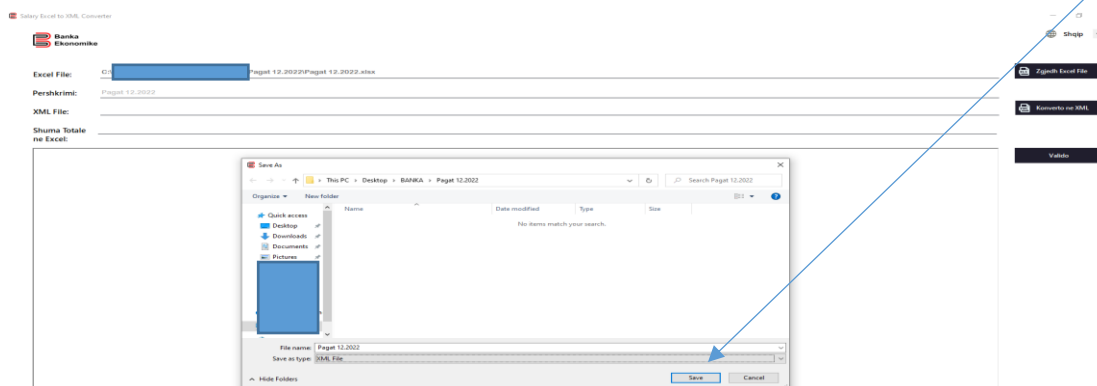 Salary Excel to XML Converter
Banka
Ekonomike
Shqip
Excel File:
C:\
Pagat 12.2022\Pagat 12.2022.xlsx
Zgjedh Excel File
Pershkrimi:
Pagat 12.2022
XML File:
Konverto ne XML
Shuma Totale
ne Excel:
Valido
Save As
This PC › Desktop › BANKA › Pagat 12.2022
Search Pagat 12.2022
Organize
New folder
Name
Date modified
Type
Size
Quick access
No items match your search.
Desktop
Downloads
Documents
Pictures
File name: Pagat 12.2022
Save as type: XML File
Hide Folders
Save
Cancel